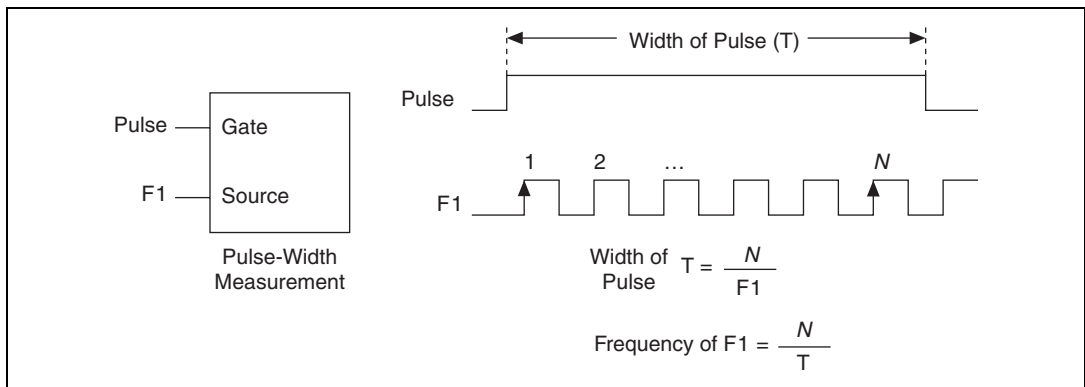 Width of Pulse (T)
Pulse
Pulse
Gate
1 2 ... N
F1
Source
F1
Pulse-Width
Measurement
Width of
Pulse
T = N
F1
Frequency of F1 = N
T